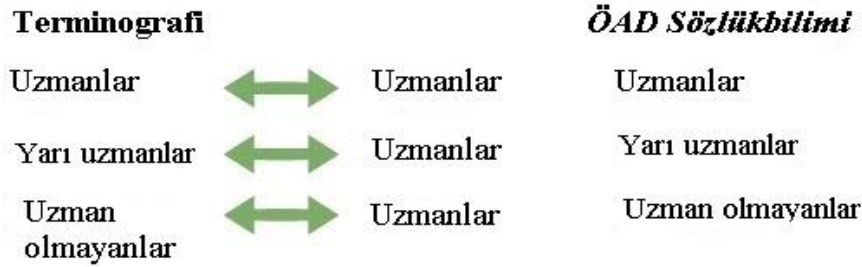 Terminografi ÖAD Sözlükbilimi
Uzmanlar Uzmanlar Uzmanlar
Yarı uzmanlar Uzmanlar Yarı uzmanlar
Uzman Uzmanlar Uzman olmayanlar
olmayanlar